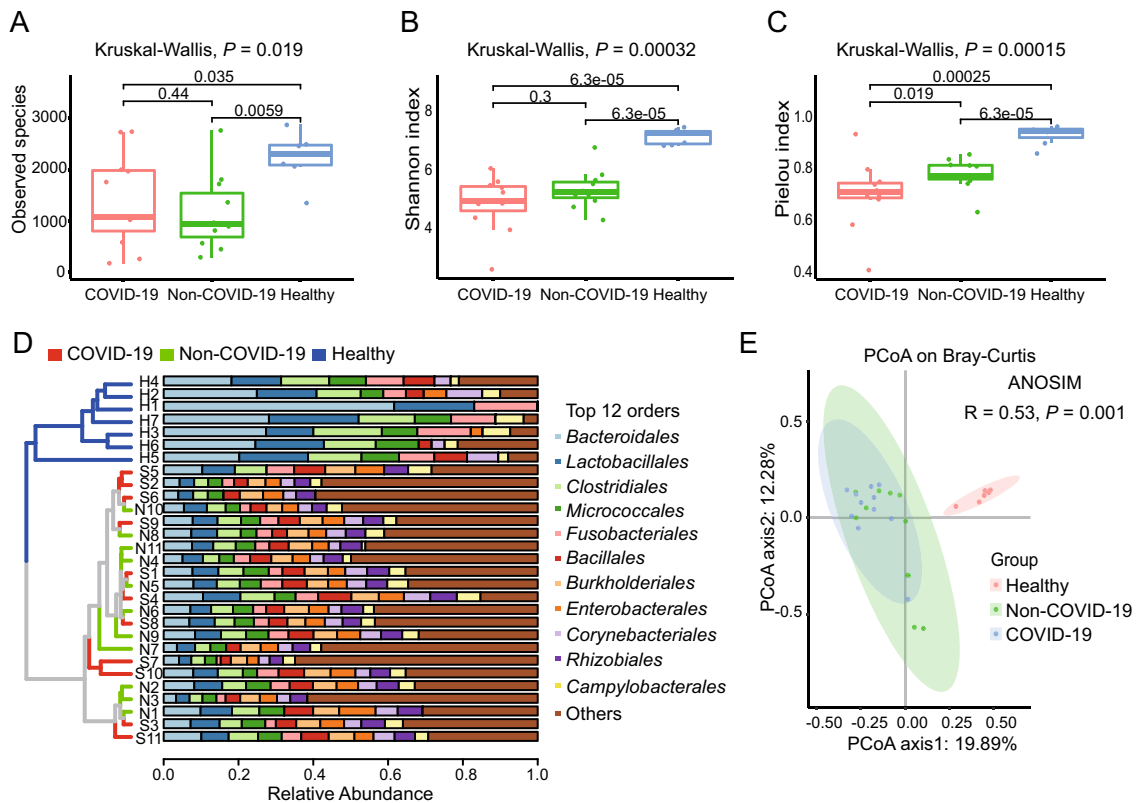 A
Kruskal-Wallis, P = 0.019
0.035
0.44
0.0059
Observed species
3000
2000
1000
0
COVID-19 Non-COVID-19 Healthy
B
Kruskal-Wallis, P = 0.00032
6.3e-05
0.3
6.3e-05
Shannon index
8
6
4
COVID-19 Non-COVID-19 Healthy
C
Kruskal-Wallis, P = 0.00015
0.00025
0.019
6.3e-05
Pielou index
1.0
0.8
0.6
0.4
COVID-19 Non-COVID-19 Healthy
D
COVID-19 Non-COVID-19 Healthy
H4
H2
H1
H7
H3
H6
H5
S5
S2
S6
N10
S9
N8
N11
N4
S1
N5
S4
N6
S8
N9
N7
S7
S10
N2
N3
N1
S3
S11
0.0 0.2 0.4 0.6 0.8 1.0
Relative Abundance
Top 12 orders
Bacteroidales
Lactobacillales
Clostridiales
Micrococcales
Fusobacteriales
Bacillales
Burkholderiales
Enterobacterales
Corynebacteriales
Rhizobiales
Campylobacterales
Others
E
PCoA on Bray-Curtis
ANOSIM
R = 0.53, P = 0.001
PCoA axis2: 12.28%
0.5
0.0
-0.5
Group
Healthy
Non-COVID-19
COVID-19
-0.50 -0.25 0.00 0.25 0.50
PCoA axis1: 19.89%